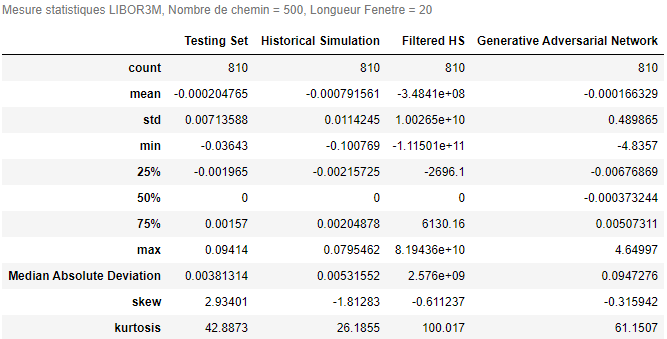 Mesure statistiques LIBOR3M, Nombre de chemin = 500, Longueur Fenetre = 20
Testing Set Historical Simulation Filtered HS Generative Adversarial Network
count 810 810 810 810
mean -0.000204765 -0.000791561 -3.4841e+08 -0.000166329
std 0.00713588 0.0114245 1.00265e+10 0.489865
min -0.03643 -0.100769 -1.11501e+11 -4.8357
25% -0.001965 -0.00215725 -2696.1 -0.00676869
50% 0 0 0 -0.000373244
75% 0.00157 0.00204878 6130.16 0.00507311
max 0.09414 0.0795462 8.19436e+10 4.64997
Median Absolute Deviation 0.00381314 0.00531552 2.576e+09 0.0947276
skew 2.93401 -1.81283 -0.611237 -0.315942
kurtosis 42.8873 26.1855 100.017 61.1507